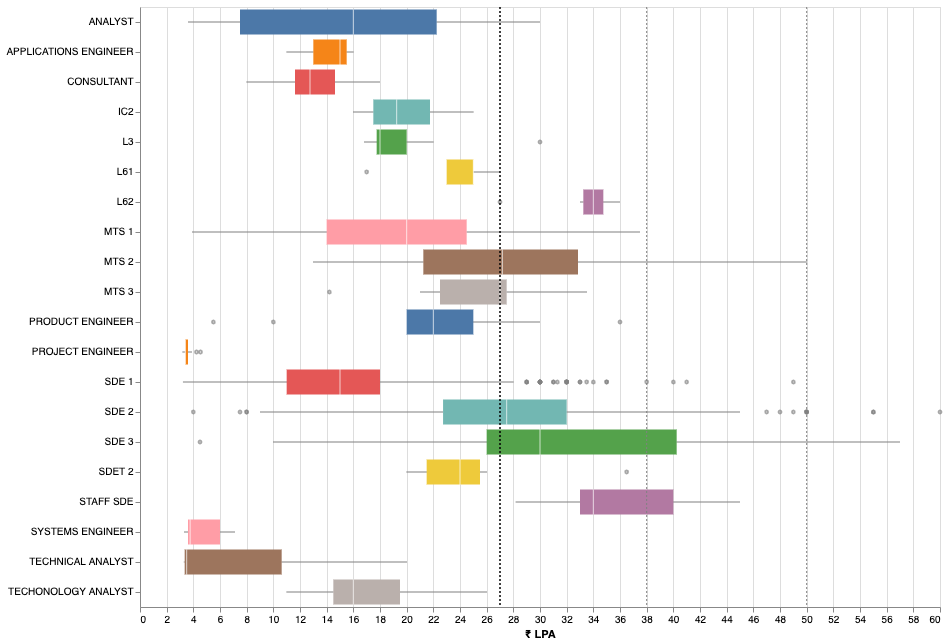 ANALYST
APPLICATIONS ENGINEER
CONSULTANT
IC2
L3
L61
L62
MTS 1
MTS 2
MTS 3
PRODUCT ENGINEER
PROJECT ENGINEER
SDE 1
SDE 2
SDE 3
SDET 2
STAFF SDE
SYSTEMS ENGINEER
TECHNICAL ANALYST
TECHONOLOGY ANALYST
0 2 4 6 8 10 12 14 16 18 20 22 24 26 28 30 32 34 36 38 40 42 44 46 48 50 52 54 56 58 60
₹ LPA